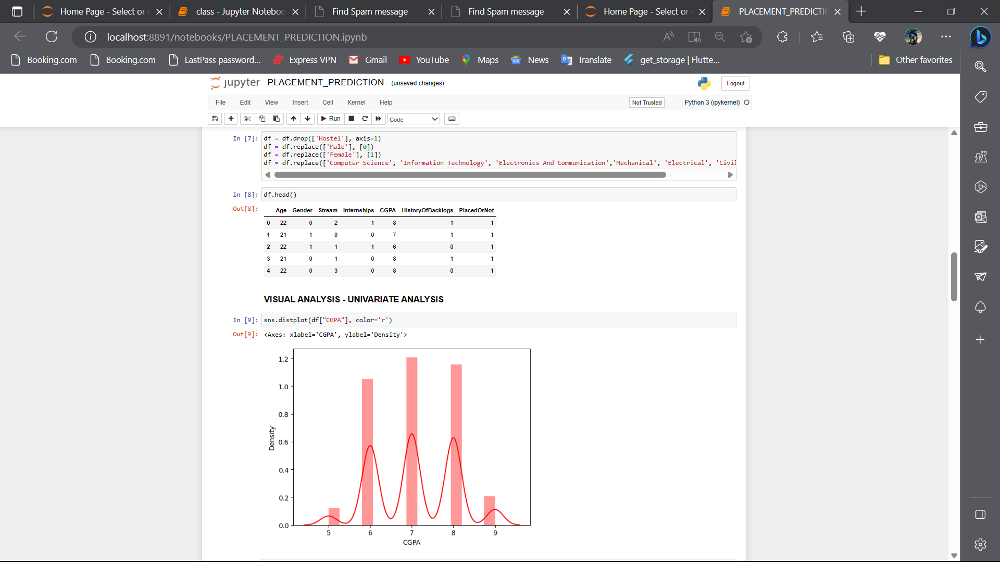 Home Page - Select or
class - Jupyter Noteboo
Find Spam message
Find Spam message
Home Page - Select or
PLACEMENT_PREDICTI
localhost:8891/notebooks/PLACEMENT_PREDICTION.ipynb
Booking.com
Booking.com
LastPass password...
Express VPN
Gmail
YouTube
Maps
News
Translate
get_storage | Flutte...
Other favorites
jupyter PLACEMENT_PREDICTION (unsaved changes)
Logout
File Edit View Insert Cell Kernel Help
Not Trusted
Python 3 (ipykernel)
Run
Code
In [7]: df = df.drop(['Hostel'], axis=1)
df = df.replace(['Male'], [0])
df = df.replace(['Female'], [1])
df = df.replace(['Computer Science', 'Information Technology', 'Electronics And Communication','Mechanical', 'Electrical', 'Civil
In [8]: df.head()
Out[8]:
Age Gender Stream Internships CGPA HistoryOfBacklogs PlacedOrNot
0 22 0 2 1 8 1 1
1 21 1 0 0 7 1 1
2 22 1 1 1 6 0 1
3 21 0 1 0 8 1 1
4 22 0 3 0 8 0 1
VISUAL ANALYSIS - UNIVARIATE ANALYSIS
In [9]: sns.distplot(df["CGPA"], color='r')
Out[9]: <Axes: xlabel='CGPA', ylabel='Density'>
1.2
1.0
0.8
0.6
0.4
0.2
0.0
Density
5 6 7 8 9
CGPA